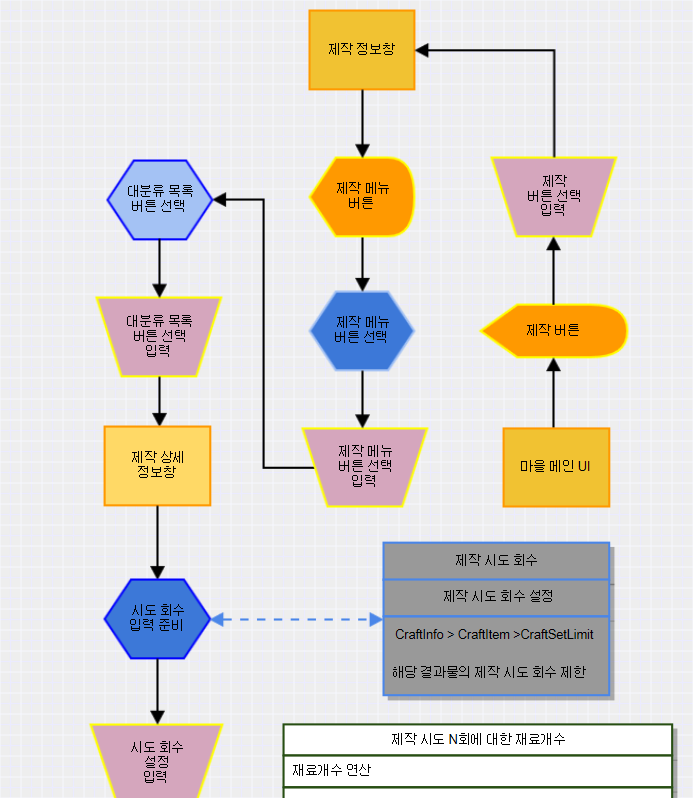 제작 정보창
대분류 목록
버튼 선택
제작 메뉴
버튼
제작
버튼 선택
입력
대분류 목록
버튼 선택
입력
제작 메뉴
버튼 선택
제작 버튼
제작 상세
정보창
제작 메뉴
버튼 선택
입력
마을 메인 UI
시도 회수
입력 준비
제작 시도 회수
제작 시도 회수 설정
CraftInfo > CraftItem >CraftSetLimit
해당 결과물의 제작 시도 회수 제한
시도 회수
설정
입력
제작 시도 N회에 대한 재료개수
재료개수 연산